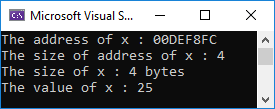 Microsoft Visual S...
The address of x : 00DEF8FC
The size of address of x : 4
The size of x : 4 bytes
The value of x : 25